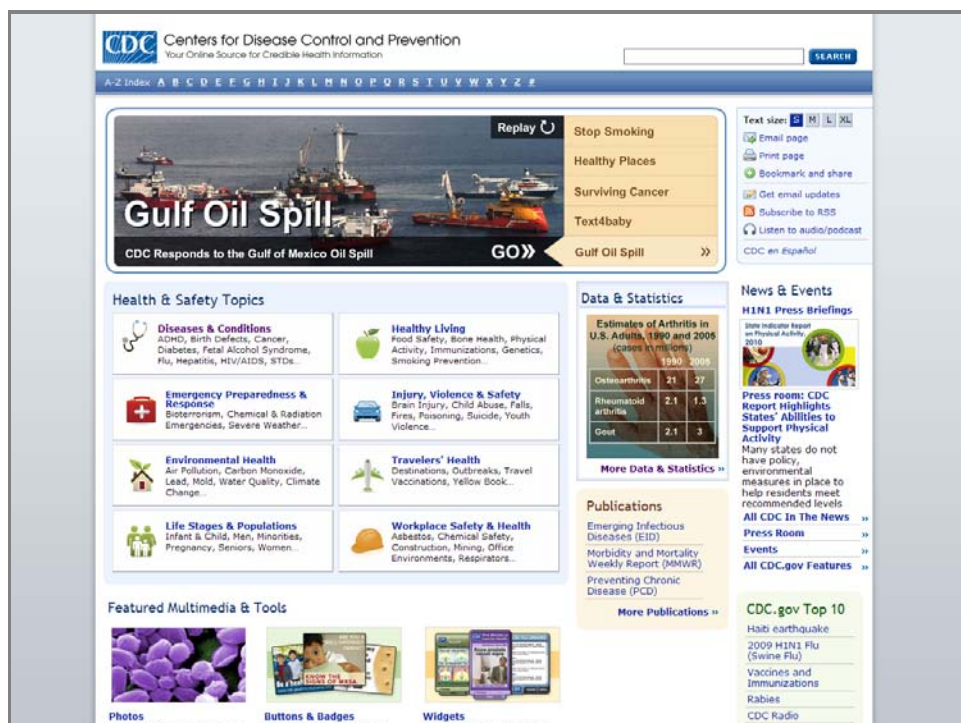 CDC
Centers for Disease Control and Prevention
Your Online Source for Credible Health Information
SEARCH
A-Z Index A B C D E F G H I J K L M N O P Q R S T U V W X Y Z #
Replay
Gulf Oil Spill
CDC Responds to the Gulf of Mexico Oil Spill
GO
Stop Smoking
Healthy Places
Surviving Cancer
Text4baby
Gulf Oil Spill »
Text size: S M L XL
Email page
Print page
Bookmark and share
Get email updates
Subscribe to RSS
Listen to audio/podcast
CDC en Español
Health & Safety Topics
Diseases & Conditions
ADHD, Birth Defects, Cancer,
Diabetes, Fetal Alcohol Syndrome,
Flu, Hepatitis, HIV/AIDS, STDs...
Healthy Living
Food Safety, Bone Health, Physical
Activity, Immunizations, Genetics,
Smoking Prevention...
Emergency Preparedness &
Response
Bioterrorism, Chemical & Radiation
Emergencies, Severe Weather...
Injury, Violence & Safety
Brain Injury, Child Abuse, Falls,
Fires, Poisoning, Suicide, Youth
Violence...
Environmental Health
Air Pollution, Carbon Monoxide,
Lead, Mold, Water Quality, Climate
Change...
Travelers' Health
Destinations, Outbreaks, Travel
Vaccinations, Yellow Book...
Life Stages & Populations
Infant & Child, Men, Minorities,
Pregnancy, Seniors, Women...
Workplace Safety & Health
Asbestos, Chemical Safety,
Construction, Mining, Office
Environments, Respirators...
Data & Statistics
Estimates of Arthritis in
U.S. Adults, 1990 and 2005
(cases in millions)
1990 2005
Osteoarthritis 21 27
Rheumatoid
arthritis 2.1 1.3
Gout 2.1 3
More Data & Statistics »
Publications
Emerging Infectious
Diseases (EID)
Morbidity and Mortality
Weekly Report (MMWR)
Preventing Chronic
Disease (PCD)
More Publications »
News & Events
H1N1 Press Briefings
State Indicator Report
on Physical Activity,
2010
Press room: CDC
Report Highlights
States' Abilities to
Support Physical
Activity
Many states do not
have policy,
environmental
measures in place to
help residents meet
recommended levels
All CDC In The News »
Press Room »
Events »
All CDC.gov Features »
CDC.gov Top 10
Haiti earthquake
2009 H1N1 Flu
(Swine Flu)
Vaccines and
Immunizations
Rabies
CDC Radio
Featured Multimedia & Tools
KNOW THE
SIGNS OF MRSA.
Photos
Buttons & Badges
Widgets